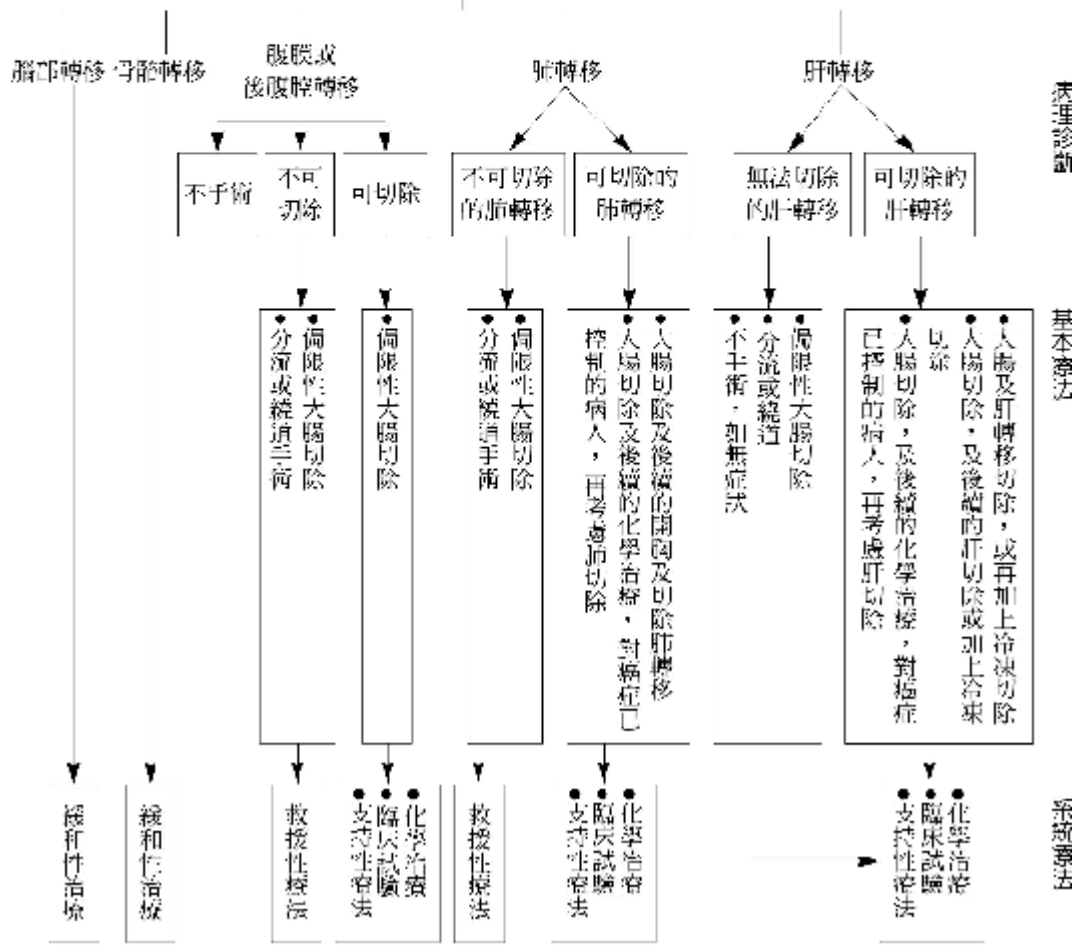 腦部轉移
骨骼轉移
腹膜或
後腹腔轉移
肺轉移
肝轉移
病理診斷
不手術
不可
切除
可切除
不可切除
的肺轉移
可切除的
肺轉移
無法切除
的肝轉移
可切除的
肝轉移
基本療法
●侷限性大腸切除
●分流或繞道手術
●侷限性大腸切除
●侷限性大腸切除
●分流或繞道手術
●大腸切除及後續的開胸及切除肺轉移
●大腸切除及後續的化學治療，對癌症已
控制的病人，再考慮肺切除
●侷限性大腸切除
●分流或繞道
●不手術，如無症狀
●大腸及肝轉移切除，或再加上冷凍切除
●大腸切除，及後續的肝切除或加上冷凍
切除
●大腸切除，及後續的化學治療，對癌症
已控制的病人，再考慮肝切除
系統療法
緩和性治療
緩和性治療
救援性療法
●化學治療
●臨床試驗
●支持性療法
救援性療法
●化學治療
●臨床試驗
●支持性療法
●化學治療
●臨床試驗
●支持性療法